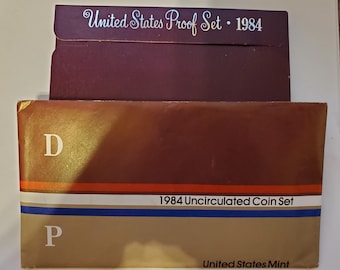 United States Proof Set · 1984
D
1984 Uncirculated Coin Set
P
United States Mint